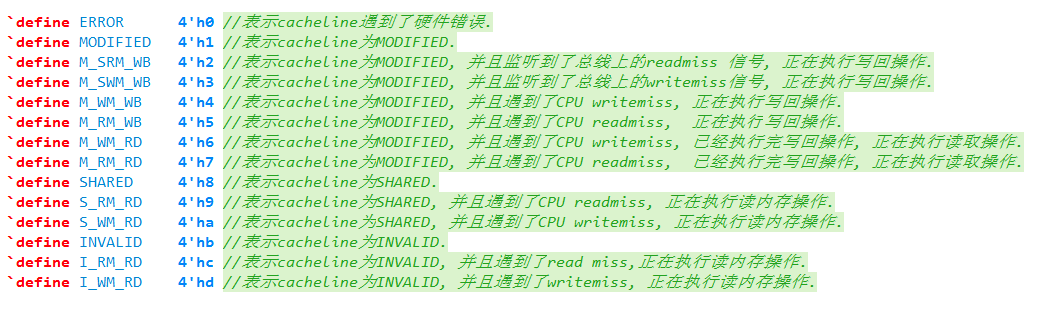 `define ERROR      4'h0 //表示cacheline遇到了硬件错误.
`define MODIFIED   4'h1 //表示cacheline为MODIFIED.
`define M_SRM_WB   4'h2 //表示cacheline为MODIFIED, 并且监听到了总线上的readmiss 信号, 正在执行写回操作.
`define M_SWM_WB   4'h3 //表示cacheline为MODIFIED, 并且监听到了总线上的writemiss信号, 正在执行写回操作.
`define M_WM_WB    4'h4 //表示cacheline为MODIFIED, 并且遇到了CPU writemiss, 正在执行写回操作.
`define M_RM_WB    4'h5 //表示cacheline为MODIFIED, 并且遇到了CPU readmiss,  正在执行写回操作.
`define M_WM_RD    4'h6 //表示cacheline为MODIFIED, 并且遇到了CPU writemiss, 已经执行完写回操作, 正在执行读取操作.
`define M_RM_RD    4'h7 //表示cacheline为MODIFIED, 并且遇到了CPU readmiss,  已经执行完写回操作, 正在执行读取操作.
`define SHARED     4'h8 //表示cacheline为SHARED.
`define S_RM_RD    4'h9 //表示cacheline为SHARED, 并且遇到了CPU readmiss, 正在执行读内存操作.
`define S_WM_RD    4'ha //表示cacheline为SHARED, 并且遇到了CPU writemiss, 正在执行读内存操作.
`define INVALID    4'hb //表示cacheline为INVALID.
`define I_RM_RD    4'hc //表示cacheline为INVALID, 并且遇到了read miss,正在执行读内存操作.
`define I_WM_RD    4'hd //表示cacheline为INVALID, 并且遇到了writemiss, 正在执行读内存操作.